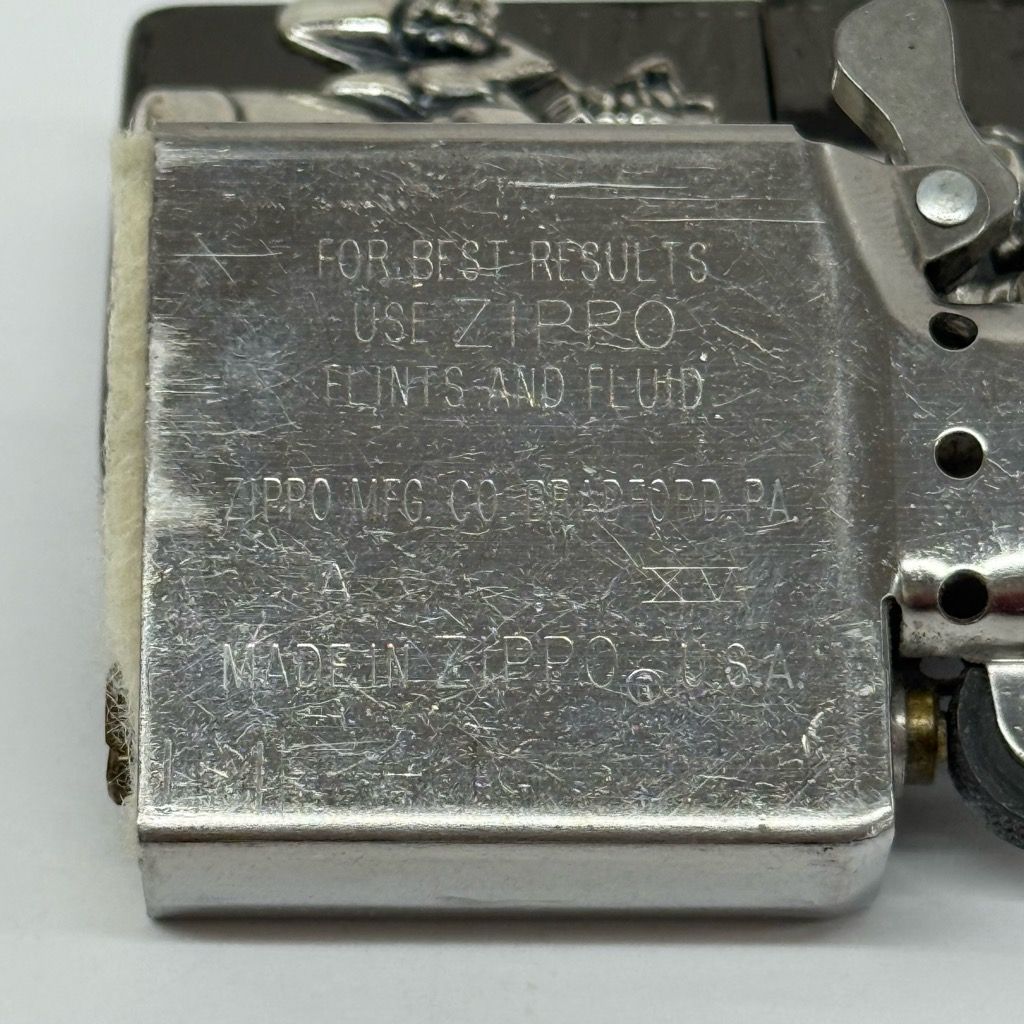 FOR BEST RESULTS
USE ZIPPO
FLINTS AND FLUID
ZIPPO MFG. CO. BRADFORD. PA.
A XV
MADE IN ZIPPO ® U.S.A.